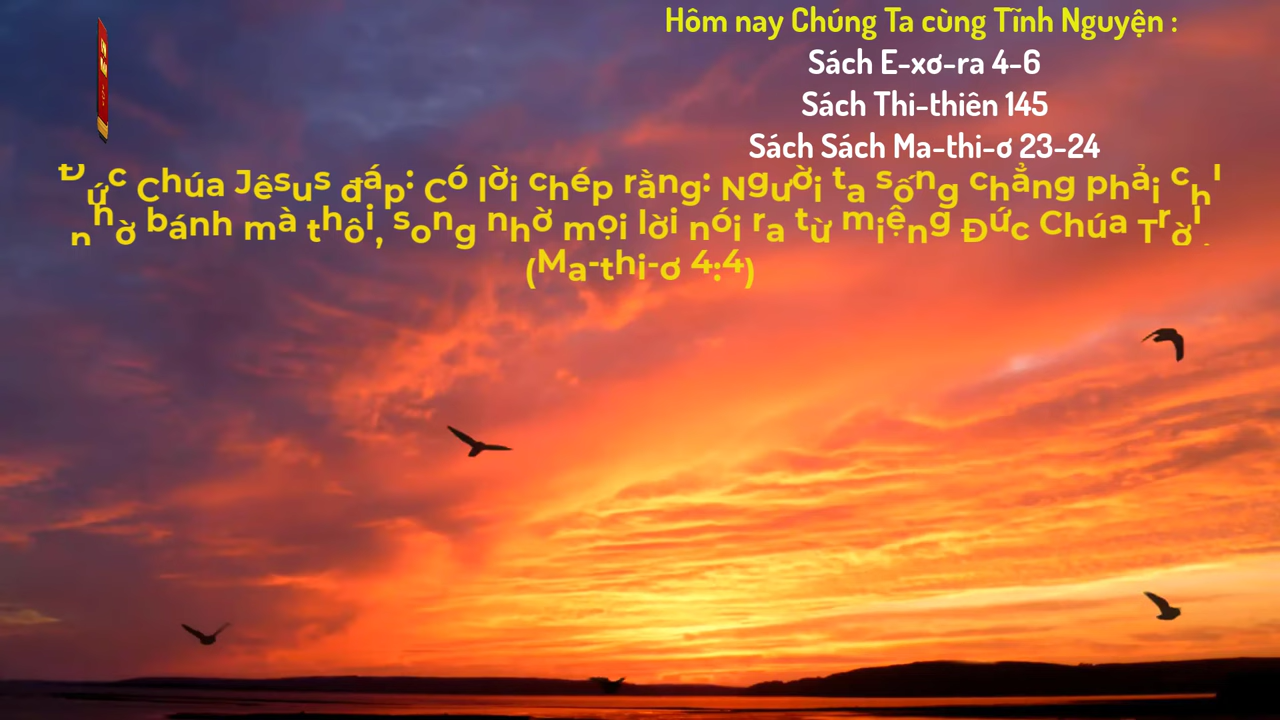 Hôm nay Chúng Ta cùng Tĩnh Nguyện :
Sách E-xơ-ra 4-6
Sách Thi-thiên 145
Sách Sách Ma-thi-ơ 23-24
Đức Chúa Jêsus đáp: Có lời chép rằng: Người ta sống chẳng phải chỉ
nhờ bánh mà thôi, song nhờ mọi lời nói ra từ miệng Đức Chúa Trời.
(Ma-thi-ơ 4:4)